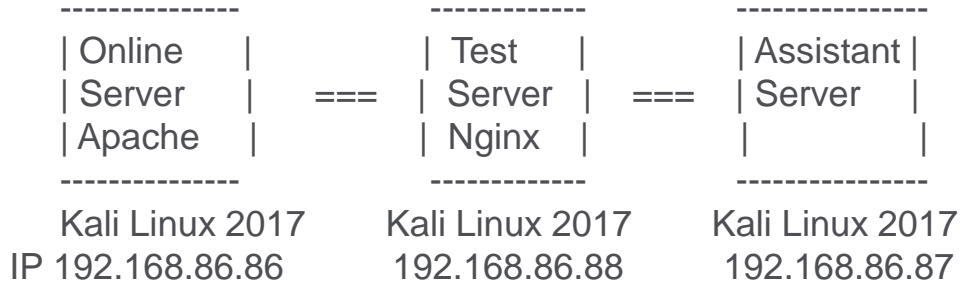 ---------------   -------------   ----------------
| Online      |   |   Test     |   | Assistant |
| Server      |   ===   |  Server   |   ===   | Server      |
| Apache     |   |  Nginx    |   |                 |
---------------   -------------   ----------------
Kali Linux 2017   Kali Linux 2017   Kali Linux 2017
IP 192.168.86.86   192.168.86.88   192.168.86.87